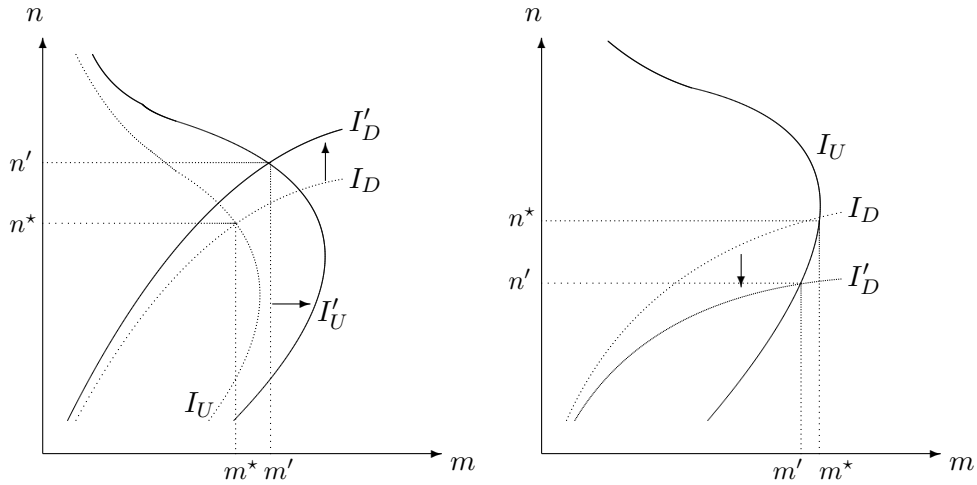 n
I'_D
n'
I_D
n⋆
I'_U
I_U
m⋆ m'
m
n
I_U
n⋆
I_D
n'
I'_D
m' m⋆
m